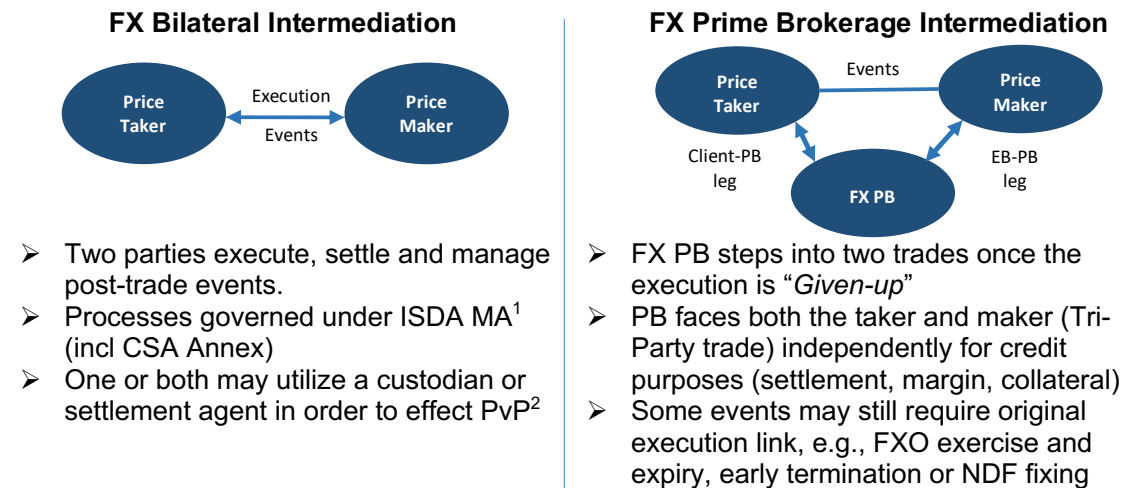 FX Bilateral Intermediation
Price
Taker
Execution
Events
Price
Maker
➢ Two parties execute, settle and manage
post-trade events.
➢ Processes governed under ISDA MA1
(incl CSA Annex)
➢ One or both may utilize a custodian or
settlement agent in order to effect PvP2
FX Prime Brokerage Intermediation
Price
Taker
Events
Price
Maker
Client-PB
leg
EB-PB
leg
FX PB
➢ FX PB steps into two trades once the
execution is “Given-up”
➢ PB faces both the taker and maker (Tri-
Party trade) independently for credit
purposes (settlement, margin, collateral)
➢ Some events may still require original
execution link, e.g., FXO exercise and
expiry, early termination or NDF fixing